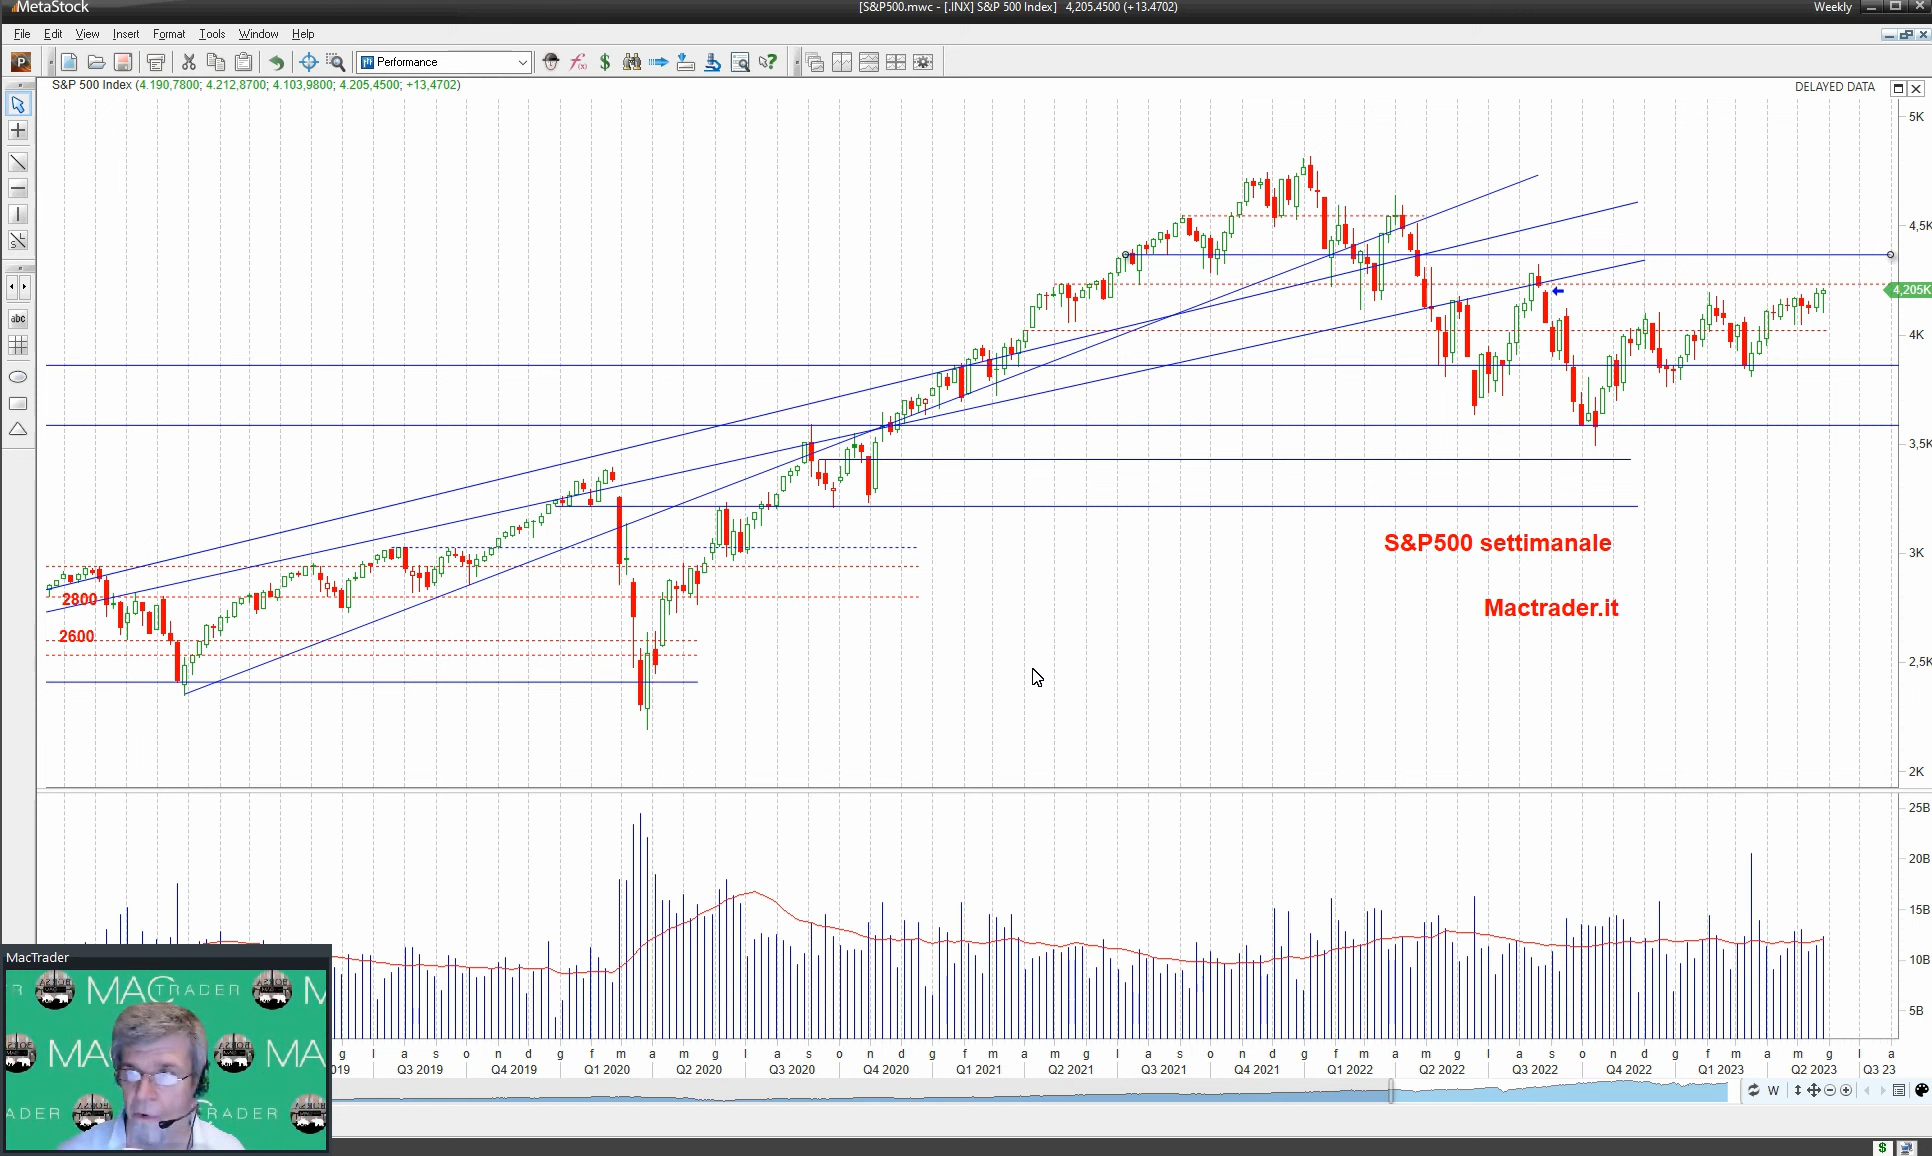 MetaStock
[S&P500.mwc - [.INX] S&P 500 Index] 4,205.4500 (+13.4702)
Weekly
File Edit View Insert Format Tools Window Help
Performance
S&P 500 Index (4.190,7800; 4.212,8700; 4.103,9800; 4.205,4500; +13,4702)
DELAYED DATA
5K
4,5K
4,205K
4K
3,5K
3K
2,5K
2K
abc
2800
2600
S&P500 settimanale
Mactrader.it
25B
20B
15B
10B
5B
MacTrader
MACTRADER
g l a s o n d g f m a m g l a s o n d g f m a m g l a s o n d g f m a m g l a s o n d g f m a m g l a
019 Q3 2019 Q4 2019 Q1 2020 Q2 2020 Q3 2020 Q4 2020 Q1 2021 Q2 2021 Q3 2021 Q4 2021 Q1 2022 Q2 2022 Q3 2022 Q4 2022 Q1 2023 Q2 2023 Q3 23
W